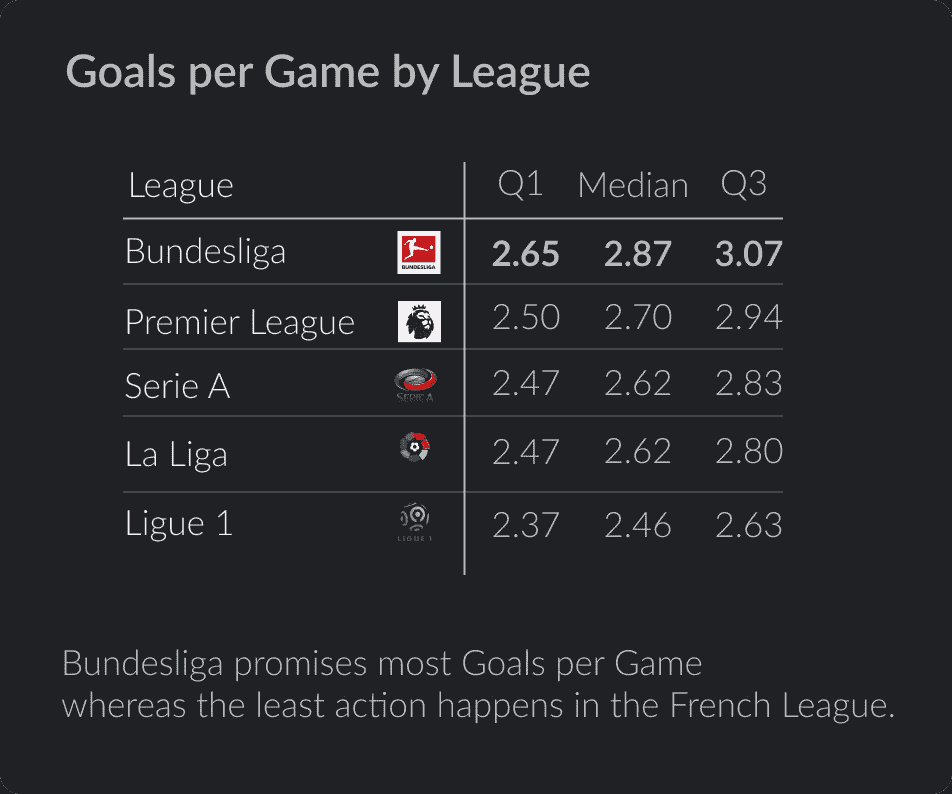 Goals per Game by League
League Q1 Median Q3
Bundesliga BUNDESLIGA 2.65 2.87 3.07
Premier League 2.50 2.70 2.94
Serie A SERIE A 2.47 2.62 2.83
La Liga 2.47 2.62 2.80
Ligue 1 LIGUE 1 2.37 2.46 2.63
Bundesliga promises most Goals per Game
whereas the least action happens in the French League.